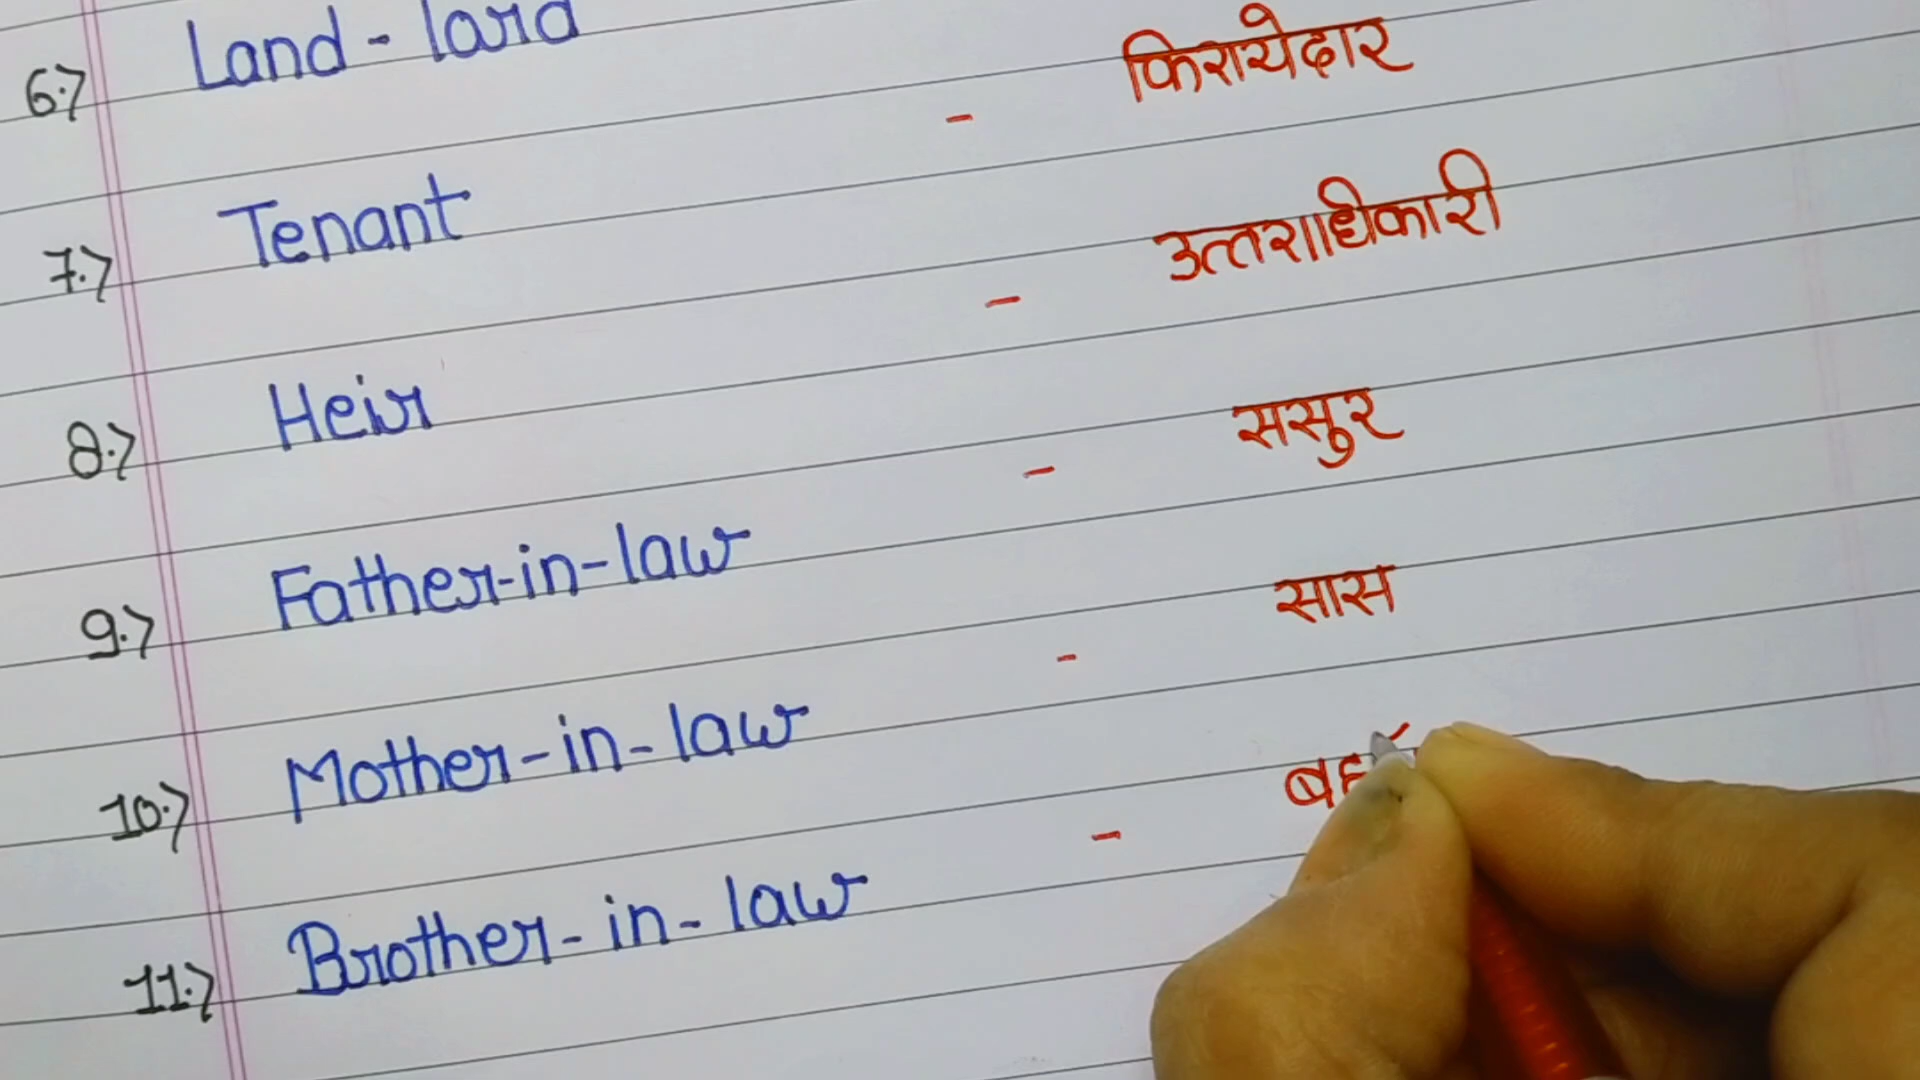 6.> Land - lord
7.> Tenant - किरायेदार
8.> Heir - उत्तराधिकारी
9.> Father-in-law - ससुर
10.> Mother-in-law - सास
11.> Brother-in-law -